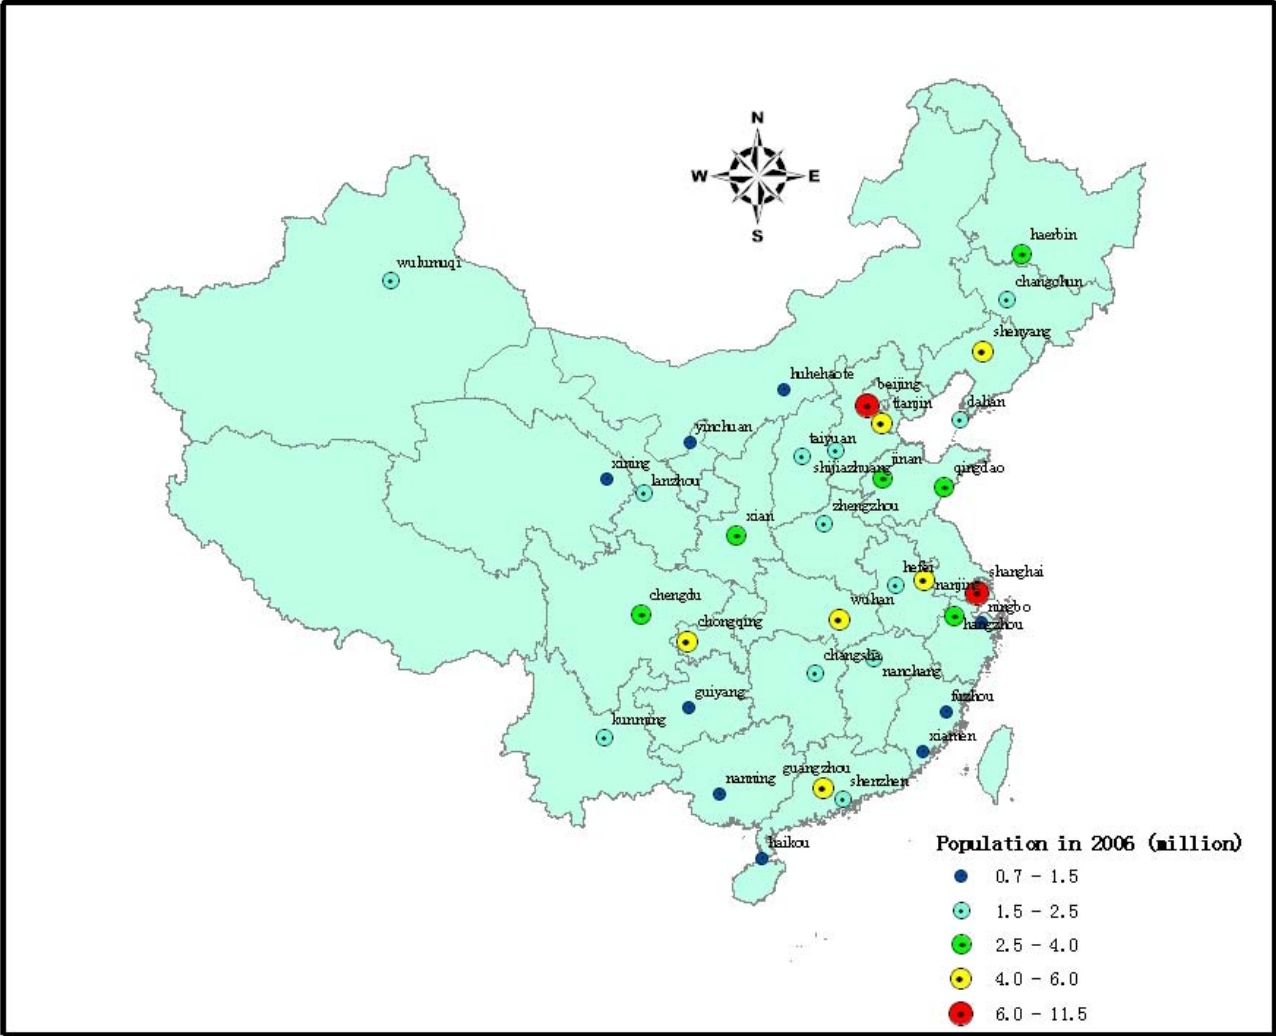 N
W E
S
haerbin
wulumuqi
changchun
shenyang
huhehaote
beijing
tianjin
dalian
yinchuan
taiyuan
jinan
xining
shijiazhuang
qingdao
lanzhou
zhengzhou
xian
hefei
shanghai
nanjing
chengdu
wuhan
ningbo
chongqing
hangzhou
changsha
nanchang
guiyang
fuzhou
kunming
xiamen
guangzhou
nanning
shenzhen
haikou
Population in 2006 (million)
0.7 - 1.5
1.5 - 2.5
2.5 - 4.0
4.0 - 6.0
6.0 - 11.5